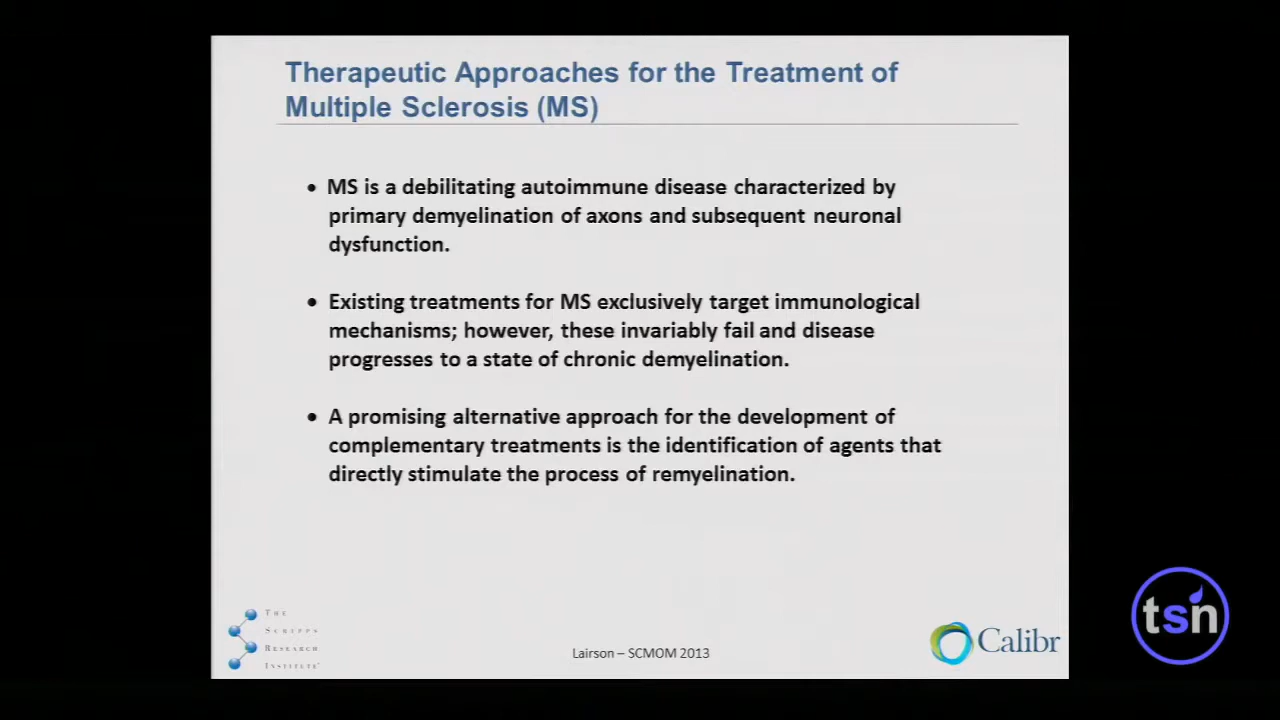 Therapeutic Approaches for the Treatment of
Multiple Sclerosis (MS)
• MS is a debilitating autoimmune disease characterized by
primary demyelination of axons and subsequent neuronal
dysfunction.
• Existing treatments for MS exclusively target immunological
mechanisms; however, these invariably fail and disease
progresses to a state of chronic demyelination.
• A promising alternative approach for the development of
complementary treatments is the identification of agents that
directly stimulate the process of remyelination.
THE
SCRIPPS
RESEARCH
INSTITUTE
Lairson – SCMOM 2013
Calibr
tsn